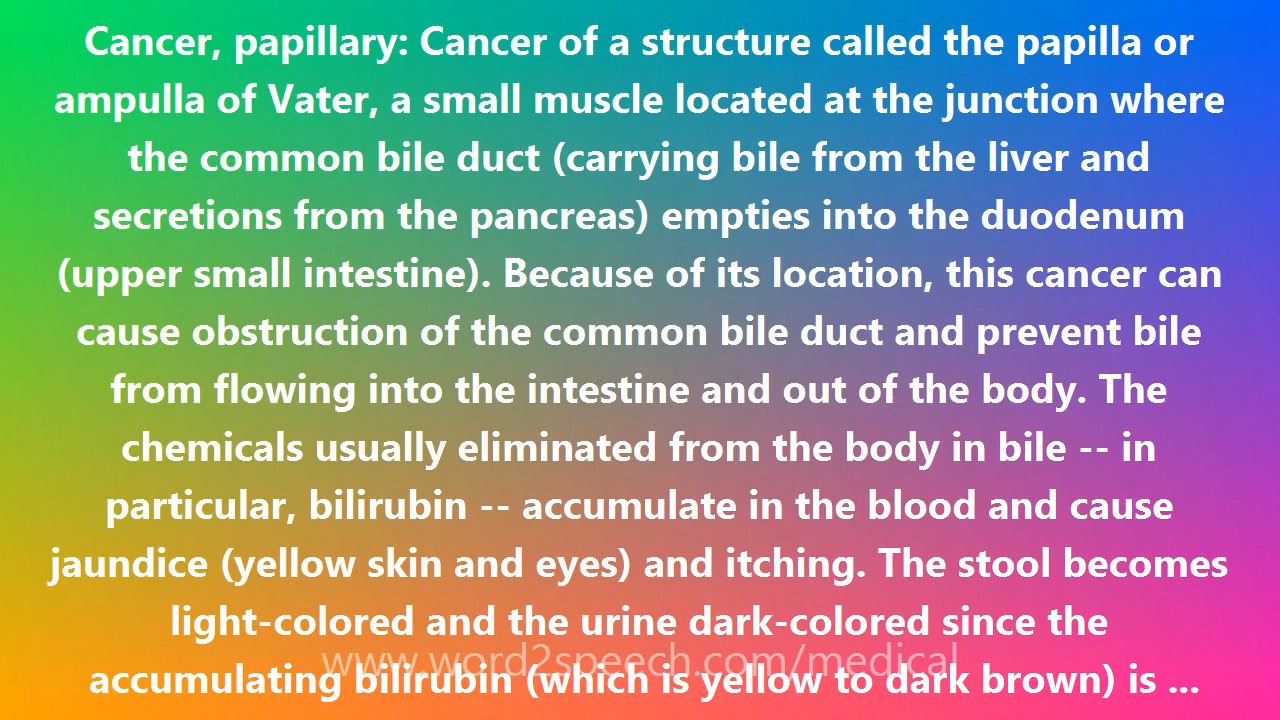 Cancer, papillary: Cancer of a structure called the papilla or
ampulla of Vater, a small muscle located at the junction where
the common bile duct (carrying bile from the liver and
secretions from the pancreas) empties into the duodenum
(upper small intestine). Because of its location, this cancer can
cause obstruction of the common bile duct and prevent bile
from flowing into the intestine and out of the body. The
chemicals usually eliminated from the body in bile -- in
particular, bilirubin -- accumulate in the blood and cause
jaundice (yellow skin and eyes) and itching. The stool becomes
light-colored and the urine dark-colored since the
www.word2speech.com/medical
accumulating bilirubin (which is yellow to dark brown) is ...